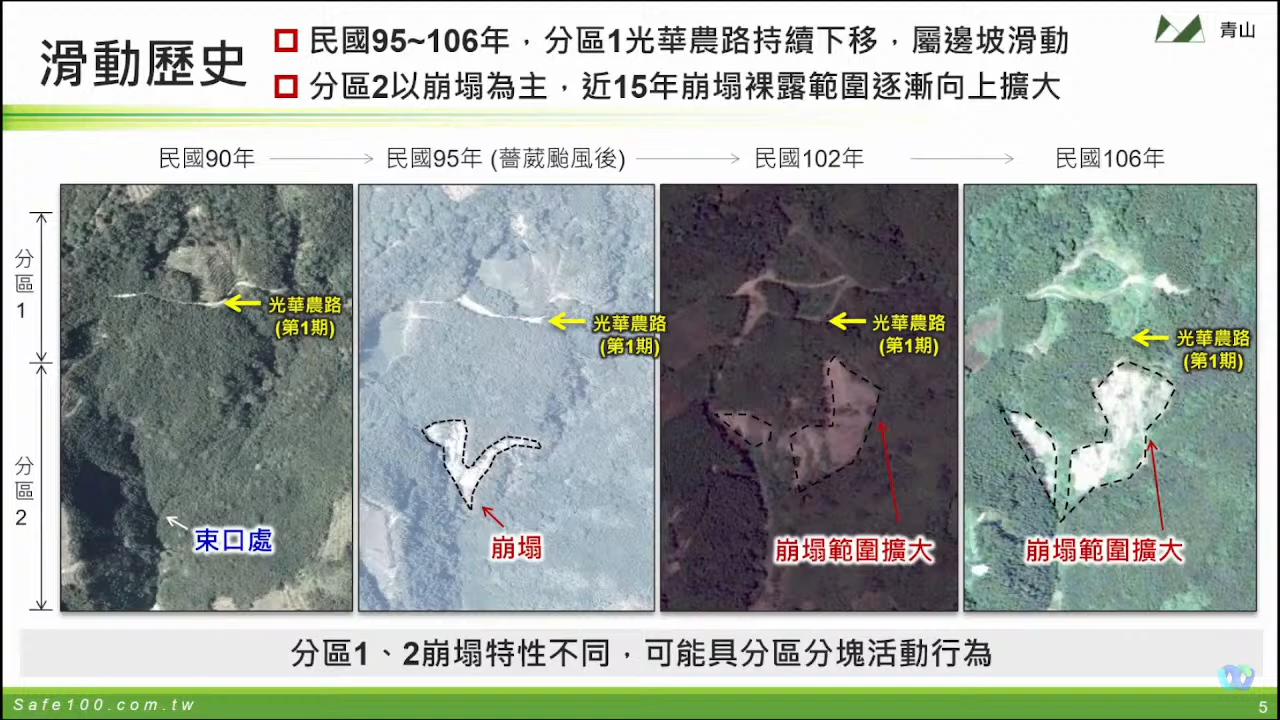 滑動歷史
民國95~106年，分區1光華農路持續下移，屬邊坡滑動
分區2以崩塌為主，近15年崩塌裸露範圍逐漸向上擴大
青山
民國90年
民國95年 (薔葳颱風後)
民國102年
民國106年
分區1
分區2
光華農路
(第1期)
束口處
光華農路
(第1期)
崩塌
光華農路
(第1期)
崩塌範圍擴大
光華農路
(第1期)
崩塌範圍擴大
分區1、2崩塌特性不同，可能具分區分塊活動行為
Safe100.com.tw
5